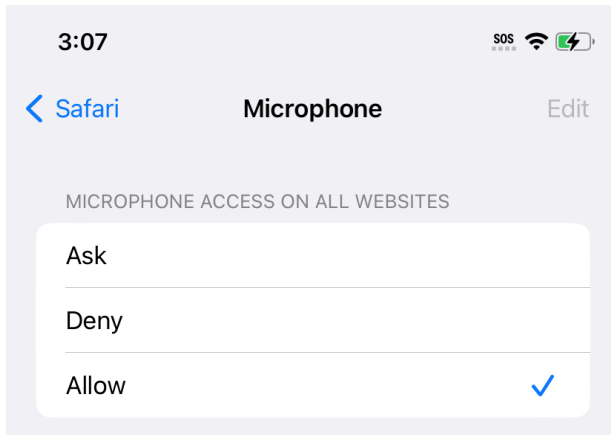 3:07 SOS
Safari Microphone Edit
MICROPHONE ACCESS ON ALL WEBSITES
Ask
Deny
Allow